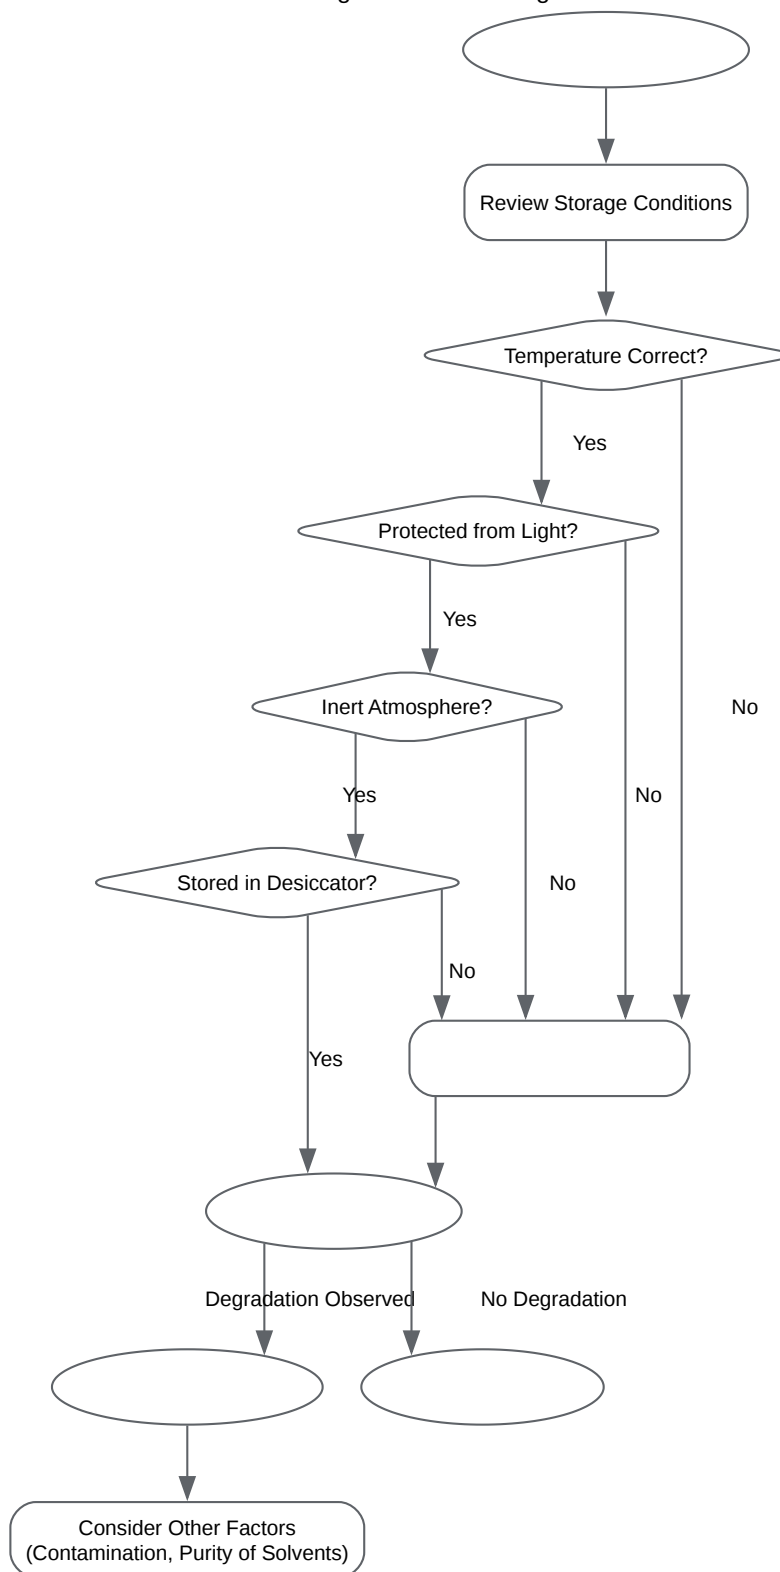 Review Storage Conditions
Temperature Correct?
Yes
Protected from Light?
Yes
Inert Atmosphere?
No
Yes
No
Stored in Desiccator?
No
No
Yes
Degradation Observed
No Degradation
Consider Other Factors
(Contamination, Purity of Solvents)